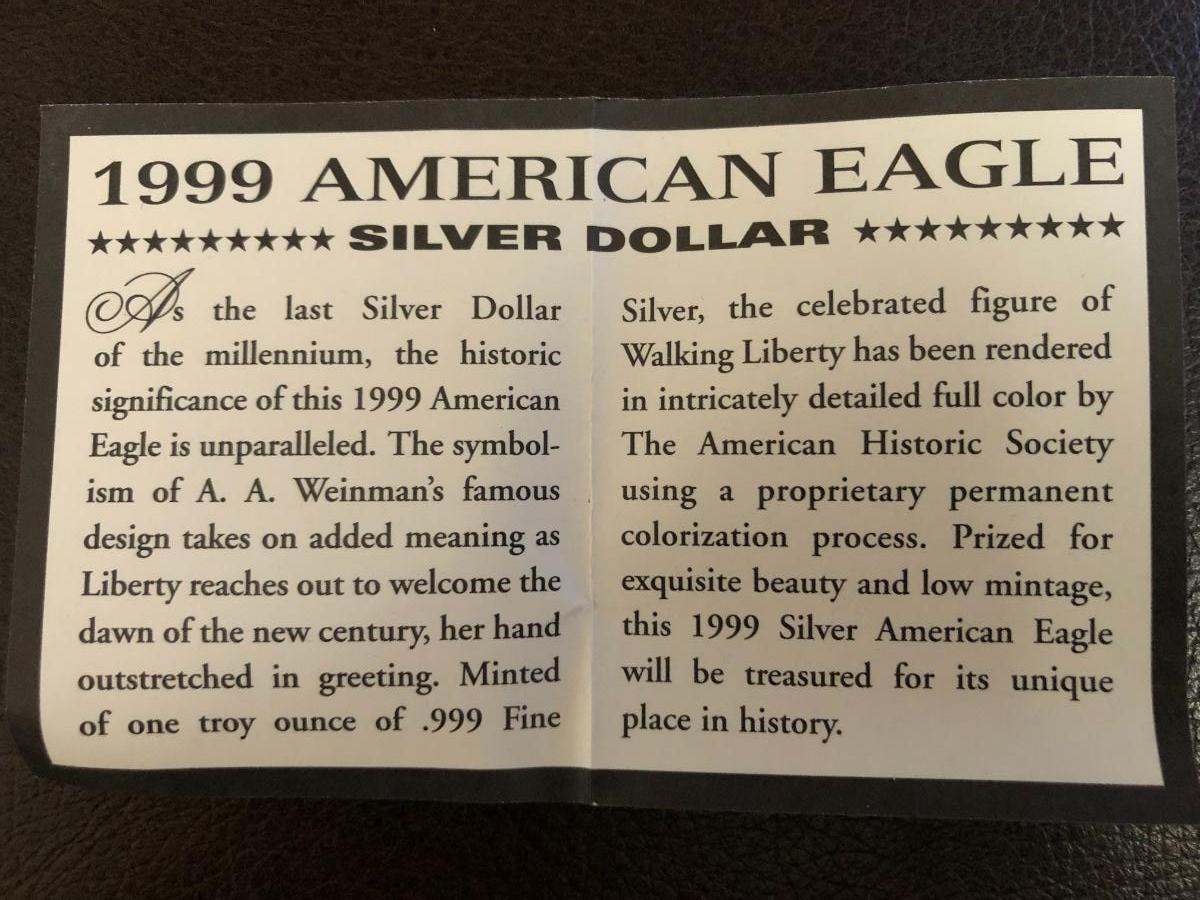 1999 AMERICAN EAGLE
★★★★★★★★★ SILVER DOLLAR ★★★★★★★★★
As the last Silver Dollar
of the millennium, the historic
significance of this 1999 American
Eagle is unparalleled. The symbol-
ism of A. A. Weinman's famous
design takes on added meaning as
Liberty reaches out to welcome the
dawn of the new century, her hand
outstretched in greeting. Minted
of one troy ounce of .999 Fine
Silver, the celebrated figure of
Walking Liberty has been rendered
in intricately detailed full color by
The American Historic Society
using a proprietary permanent
colorization process. Prized for
exquisite beauty and low mintage,
this 1999 Silver American Eagle
will be treasured for its unique
place in history.